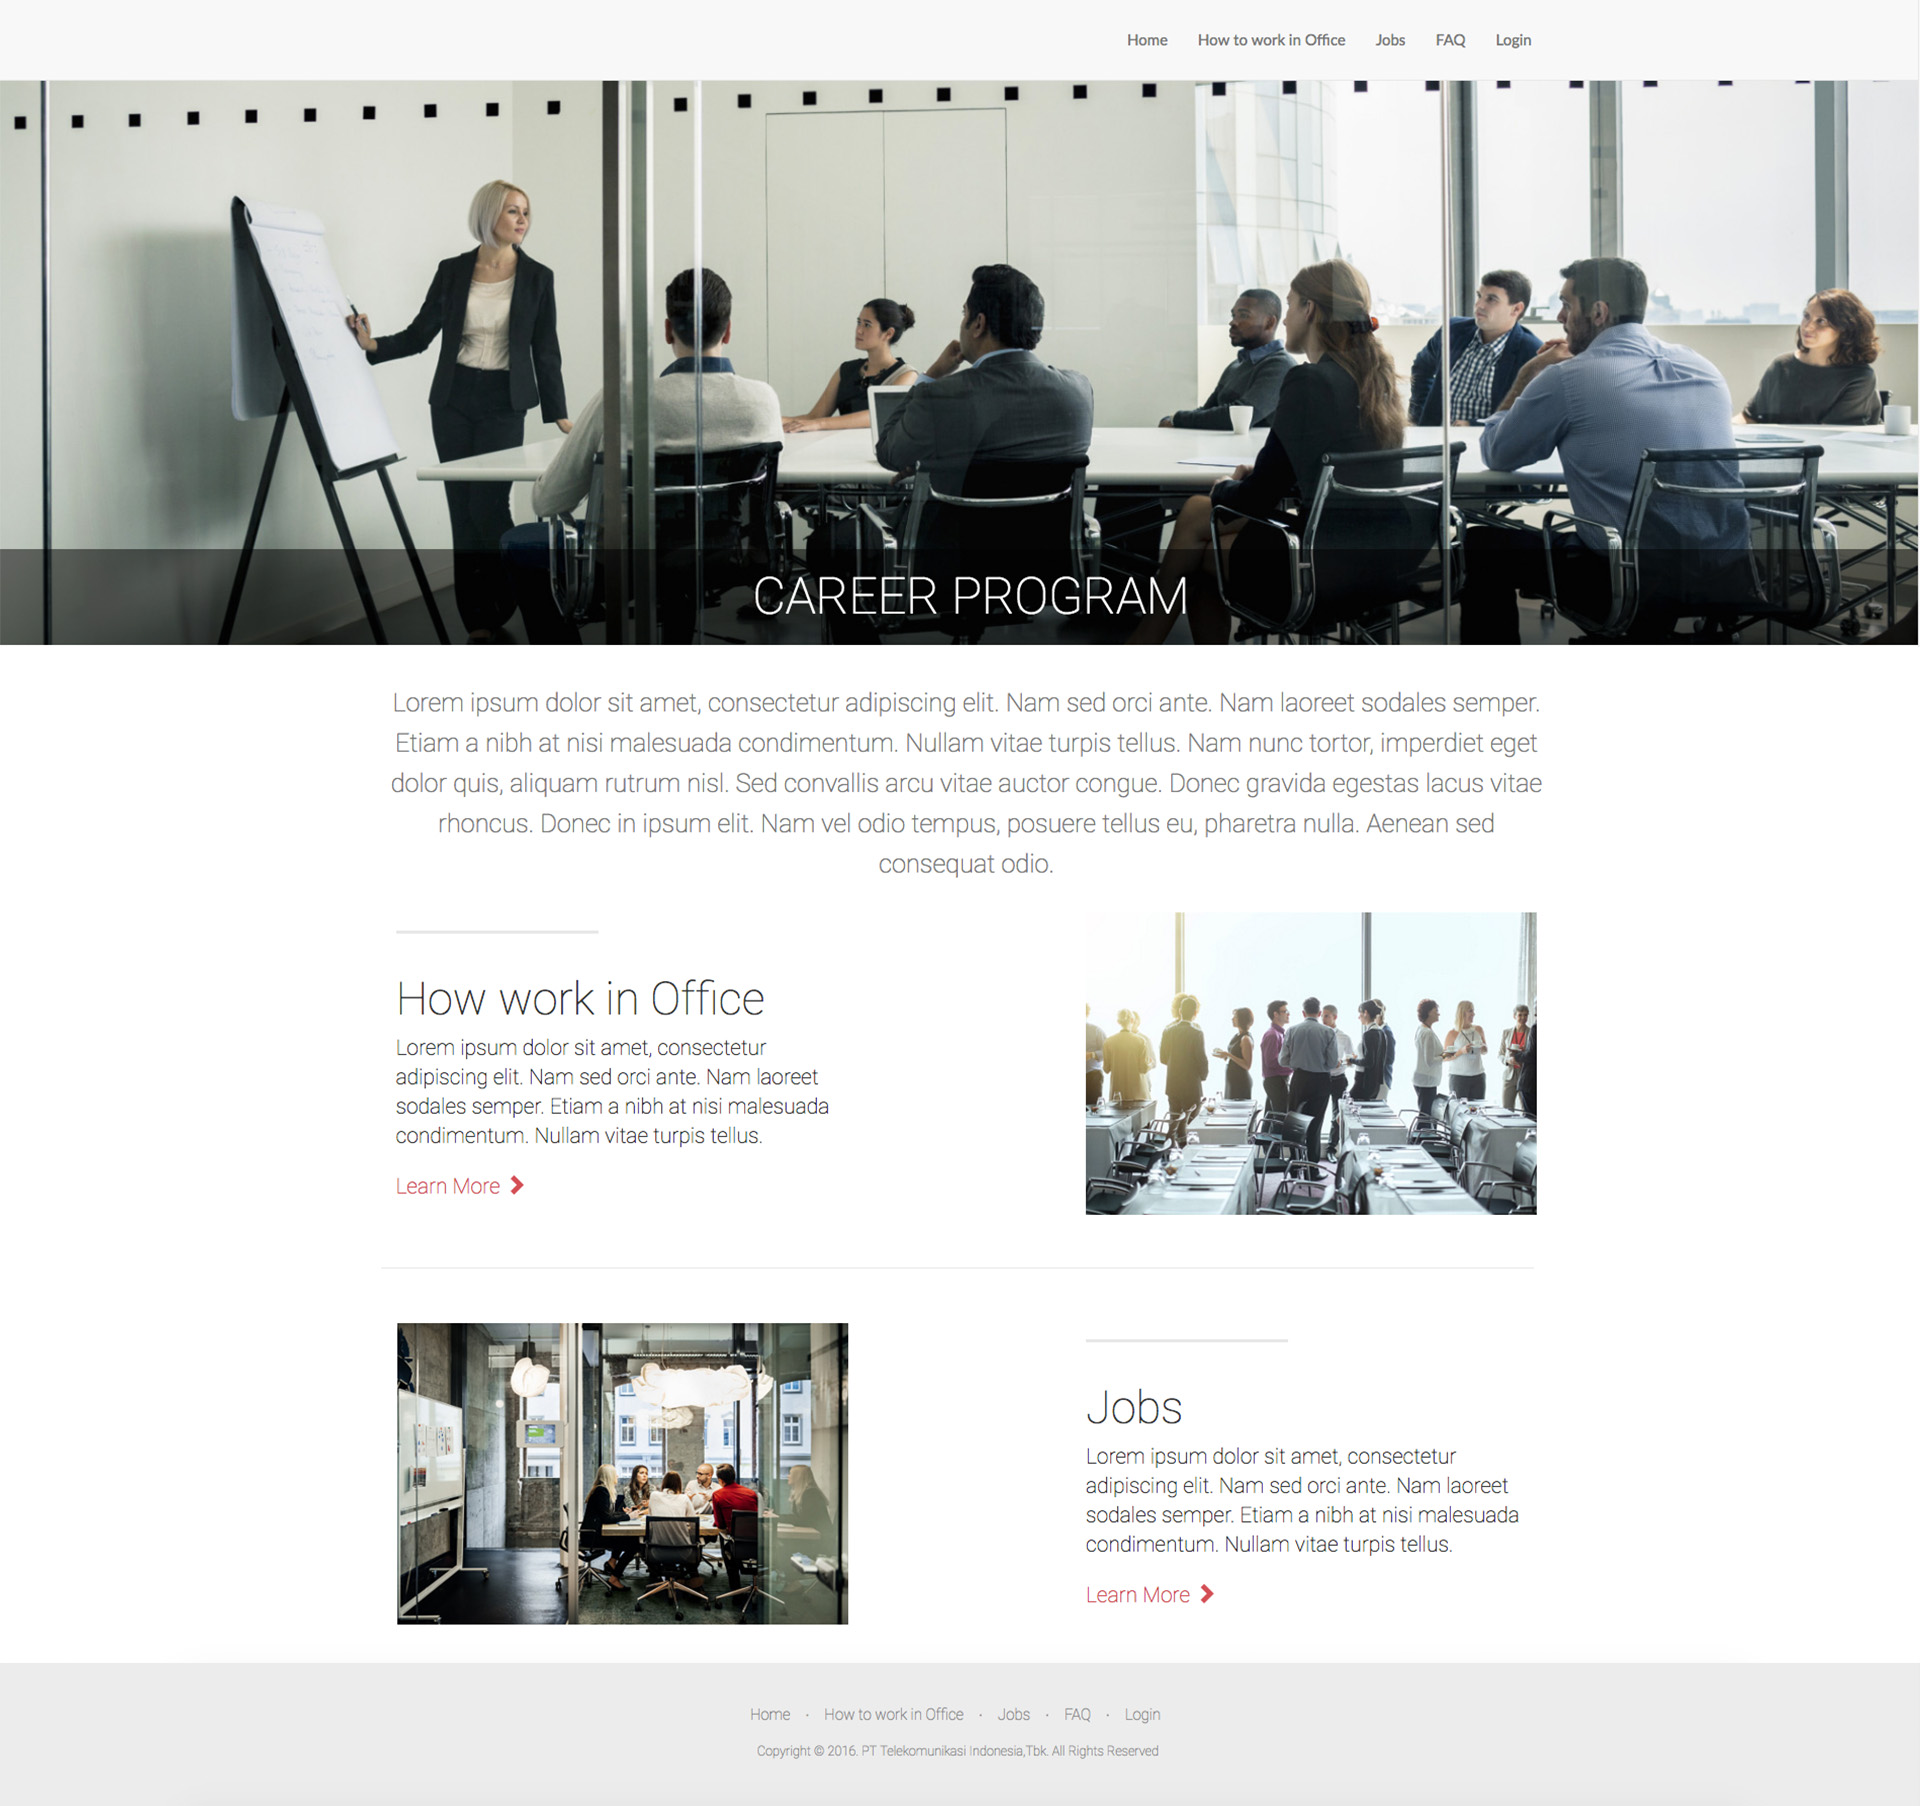 Home How to work in Office Jobs FAQ Login
CAREER PROGRAM
Lorem ipsum dolor sit amet, consectetur adipiscing elit. Nam sed orci ante. Nam laoreet sodales semper.
Etiam a nibh at nisi malesuada condimentum. Nullam vitae turpis tellus. Nam nunc tortor, imperdiet eget
dolor quis, aliquam rutrum nisl. Sed convallis arcu vitae auctor congue. Donec gravida egestas lacus vitae
rhoncus. Donec in ipsum elit. Nam vel odio tempus, posuere tellus eu, pharetra nulla. Aenean sed
consequat odio.
How work in Office
Lorem ipsum dolor sit amet, consectetur
adipiscing elit. Nam sed orci ante. Nam laoreet
sodales semper. Etiam a nibh at nisi malesuada
condimentum. Nullam vitae turpis tellus.
Learn More
Jobs
Lorem ipsum dolor sit amet, consectetur
adipiscing elit. Nam sed orci ante. Nam laoreet
sodales semper. Etiam a nibh at nisi malesuada
condimentum. Nullam vitae turpis tellus.
Learn More
Home · How to work in Office · Jobs · FAQ · Login
Copyright © 2016. PT Telekomunikasi Indonesia,Tbk. All Rights Reserved